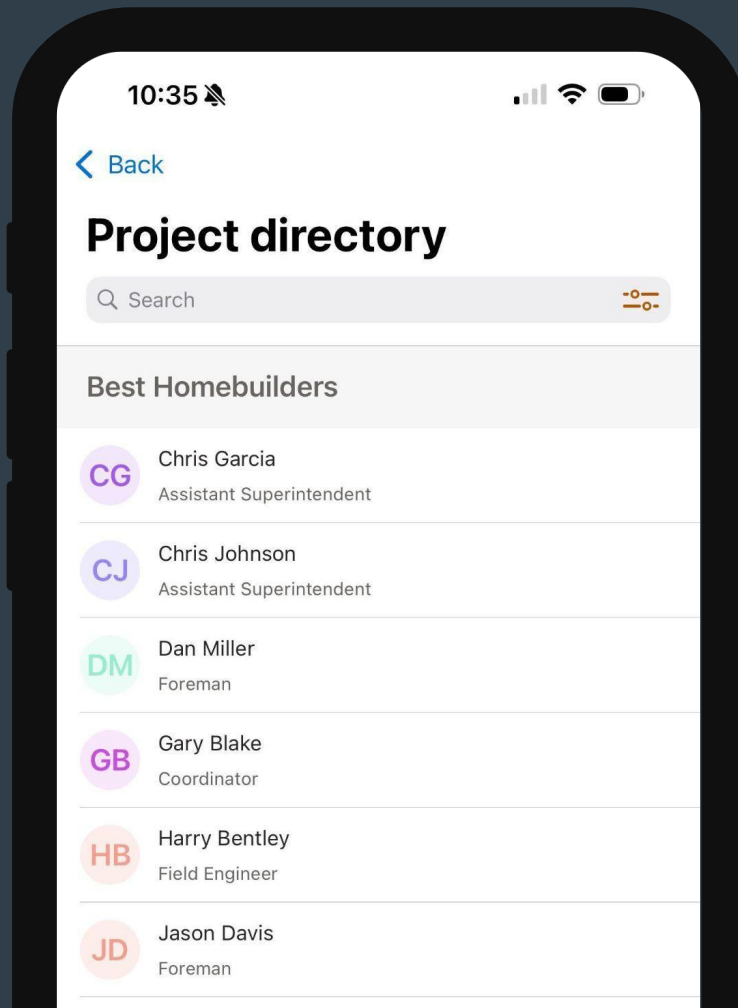 10:35
Back
Project directory
Search
Best Homebuilders
CG
Chris Garcia
Assistant Superintendent
CJ
Chris Johnson
Assistant Superintendent
DM
Dan Miller
Foreman
GB
Gary Blake
Coordinator
HB
Harry Bentley
Field Engineer
JD
Jason Davis
Foreman